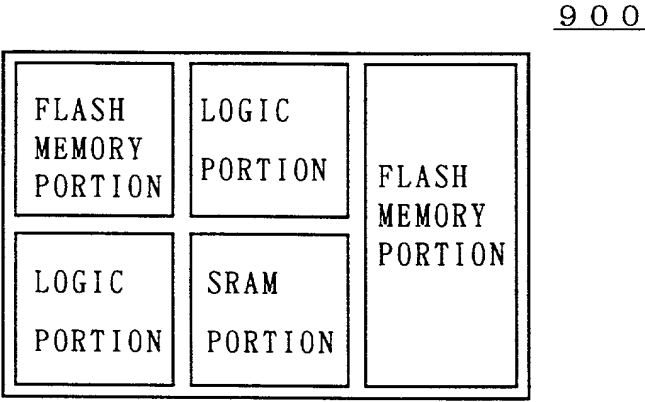 900
FLASH
MEMORY
PORTION
LOGIC
PORTION
FLASH
MEMORY
PORTION
LOGIC
PORTION
SRAM
PORTION